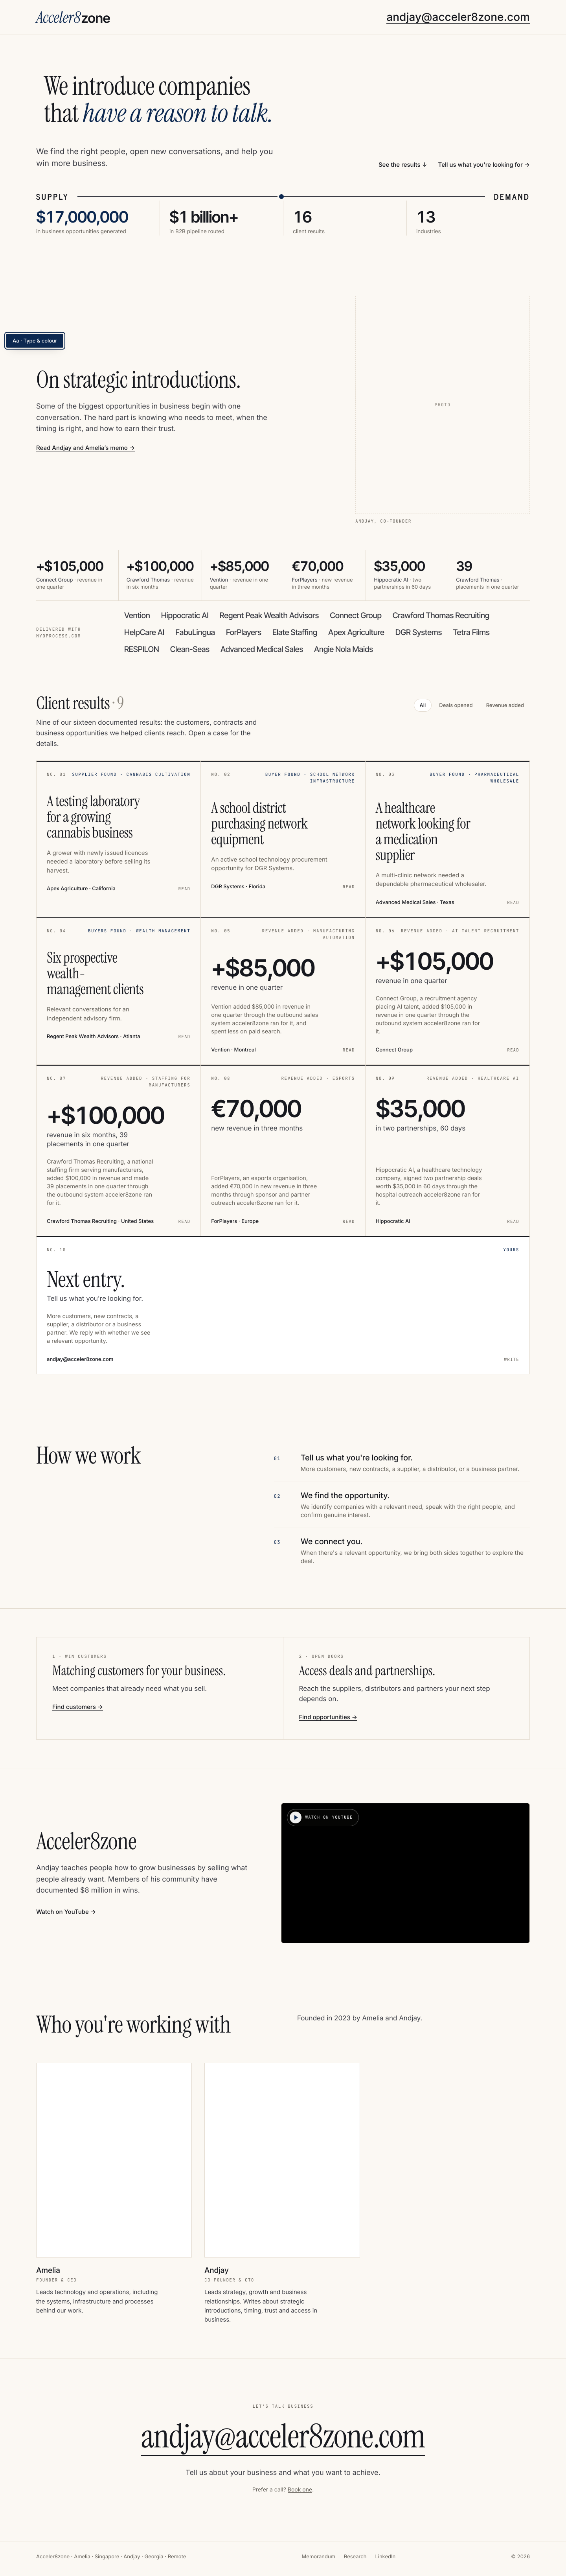 Acceler8zone
andjay@acceler8zone.com
We introduce companies
that have a reason to talk.
We find the right people, open new conversations, and help you
win more business.
See the results ↓
Tell us what you're looking for →
SUPPLY
DEMAND
$17,000,000
in business opportunities generated
$1 billion+
in B2B pipeline routed
16
client results
13
industries
Aa · Type & colour
On strategic introductions.
Some of the biggest opportunities in business begin with one
conversation. The hard part is knowing who needs to meet, when the
timing is right, and how to earn their trust.
Read Andjay and Amelia's memo →
PHOTO
ANDJAY, CO-FOUNDER
+$105,000
Connect Group · revenue in
one quarter
+$100,000
Crawford Thomas · revenue
in six months
+$85,000
Vention · revenue in one
quarter
€70,000
ForPlayers · new revenue
in three months
$35,000
Hippocratic AI · two
partnerships in 60 days
39
Crawford Thomas ·
placements in one quarter
DELIVERED WITH
MYOPROCESS.COM
Vention Hippocratic AI Regent Peak Wealth Advisors Connect Group Crawford Thomas Recruiting
HelpCare AI FabuLingua ForPlayers Elate Staffing Apex Agriculture DGR Systems Tetra Films
RESPILON Clean-Seas Advanced Medical Sales Angie Nola Maids
Client results · 9
Nine of our sixteen documented results: the customers, contracts and
business opportunities we helped clients reach. Open a case for the
details.
All
Deals opened
Revenue added
NO. 01
SUPPLIER FOUND · CANNABIS CULTIVATION
A testing laboratory
for a growing
cannabis business
A grower with newly issued licences
needed a laboratory before selling its
harvest.
Apex Agriculture · California
READ
NO. 02
BUYER FOUND · SCHOOL NETWORK
INFRASTRUCTURE
A school district
purchasing network
equipment
An active school technology procurement
opportunity for DGR Systems.
DGR Systems · Florida
READ
NO. 03
BUYER FOUND · PHARMACEUTICAL
WHOLESALE
A healthcare
network looking for
a medication
supplier
A multi-clinic network needed a
dependable pharmaceutical wholesaler.
Advanced Medical Sales · Texas
READ
NO. 04
BUYERS FOUND · WEALTH MANAGEMENT
Six prospective
wealth-
management clients
Relevant conversations for an
independent advisory firm.
Regent Peak Wealth Advisors · Atlanta
READ
NO. 05
REVENUE ADDED · MANUFACTURING
AUTOMATION
+$85,000
revenue in one quarter
Vention added $85,000 in revenue in
one quarter through the outbound sales
system acceler8zone ran for it, and
spent less on paid search.
Vention · Montreal
READ
NO. 06
REVENUE ADDED · AI TALENT RECRUITMENT
+$105,000
revenue in one quarter
Connect Group, a recruitment agency
placing AI talent, added $105,000 in
revenue in one quarter through the
outbound system acceler8zone ran for
it.
Connect Group
READ
NO. 07
REVENUE ADDED · STAFFING FOR
MANUFACTURERS
+$100,000
revenue in six months, 39
placements in one quarter
Crawford Thomas Recruiting, a national
staffing firm serving manufacturers,
added $100,000 in revenue and made
39 placements in one quarter through
the outbound system acceler8zone ran
for it.
Crawford Thomas Recruiting · United States
READ
NO. 08
REVENUE ADDED · ESPORTS
€70,000
new revenue in three months
ForPlayers, an esports organisation,
added €70,000 in new revenue in three
months through sponsor and partner
outreach acceler8zone ran for it.
ForPlayers · Europe
READ
NO. 09
REVENUE ADDED · HEALTHCARE AI
$35,000
in two partnerships, 60 days
Hippocratic AI, a healthcare technology
company, signed two partnership deals
worth $35,000 in 60 days through the
hospital outreach acceler8zone ran for
it.
Hippocratic AI
READ
NO. 10
YOURS
Next entry.
Tell us what you're looking for.
More customers, new contracts, a
supplier, a distributor or a business
partner. We reply with whether we see
a relevant opportunity.
andjay@acceler8zone.com
WRITE
How we work
01
Tell us what you're looking for.
More customers, new contracts, a supplier, a distributor, or a business partner.
02
We find the opportunity.
We identify companies with a relevant need, speak with the right people, and
confirm genuine interest.
03
We connect you.
When there's a relevant opportunity, we bring both sides together to explore the
deal.
1 · WIN CUSTOMERS
Matching customers for your business.
Meet companies that already need what you sell.
Find customers →
2 · OPEN DOORS
Access deals and partnerships.
Reach the suppliers, distributors and partners your next step
depends on.
Find opportunities →
Acceler8zone
Andjay teaches people how to grow businesses by selling what
people already want. Members of his community have
documented $8 million in wins.
Watch on YouTube →
WATCH ON YOUTUBE
Who you're working with
Founded in 2023 by Amelia and Andjay.
Amelia
FOUNDER & CEO
Leads technology and operations, including
the systems, infrastructure and processes
behind our work.
Andjay
CO-FOUNDER & CTO
Leads strategy, growth and business
relationships. Writes about strategic
introductions, timing, trust and access in
business.
LET'S TALK BUSINESS
andjay@acceler8zone.com
Tell us about your business and what you want to achieve.
Prefer a call? Book one.
Acceler8zone · Amelia · Singapore · Andjay · Georgia · Remote
Memorandum Research LinkedIn
© 2026